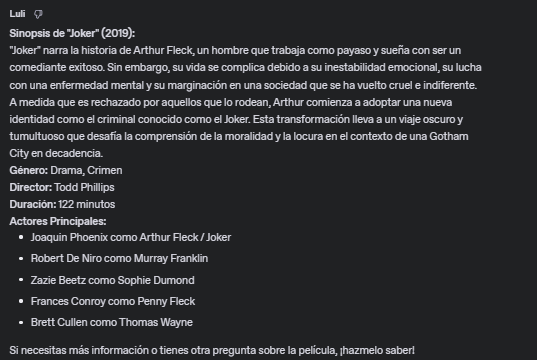 Luli
Sinopsis de "Joker" (2019):
"Joker" narra la historia de Arthur Fleck, un hombre que trabaja como payaso y sueña con ser un
comediante exitoso. Sin embargo, su vida se complica debido a su inestabilidad emocional, su lucha
con una enfermedad mental y su marginación en una sociedad que se ha vuelto cruel e indiferente.
A medida que es rechazado por aquellos que lo rodean, Arthur comienza a adoptar una nueva
identidad como el criminal conocido como el Joker. Esta transformación lleva a un viaje oscuro y
tumultuoso que desafía la comprensión de la moralidad y la locura en el contexto de una Gotham
City en decadencia.
Género: Drama, Crimen
Director: Todd Phillips
Duración: 122 minutos
Actores Principales:
• Joaquin Phoenix como Arthur Fleck / Joker
• Robert De Niro como Murray Franklin
• Zazie Beetz como Sophie Dumond
• Frances Conroy como Penny Fleck
• Brett Cullen como Thomas Wayne
Si necesitas más información o tienes otra pregunta sobre la película, ¡hazmelo saber!